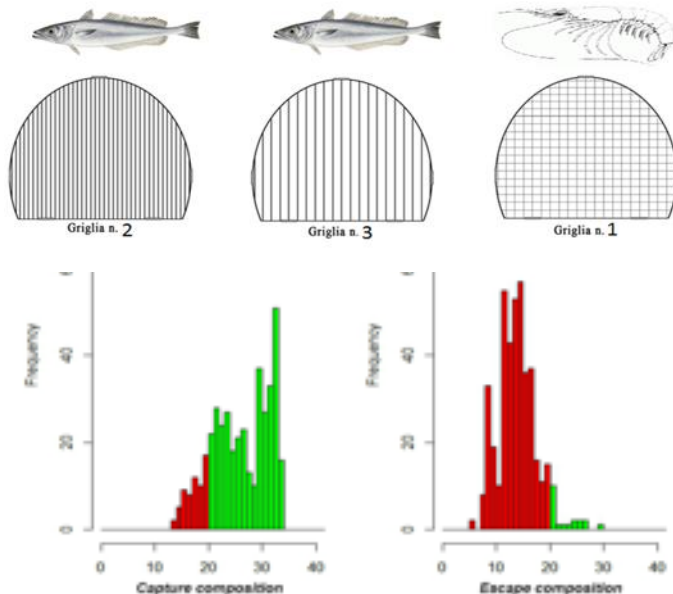 Griglia n. 2
Griglia n. 3
Griglia n. 1
Frequency
0
20
40
0
10
20
30
40
Capture composition
Frequency
0
20
40
0
10
20
30
40
Escape composition